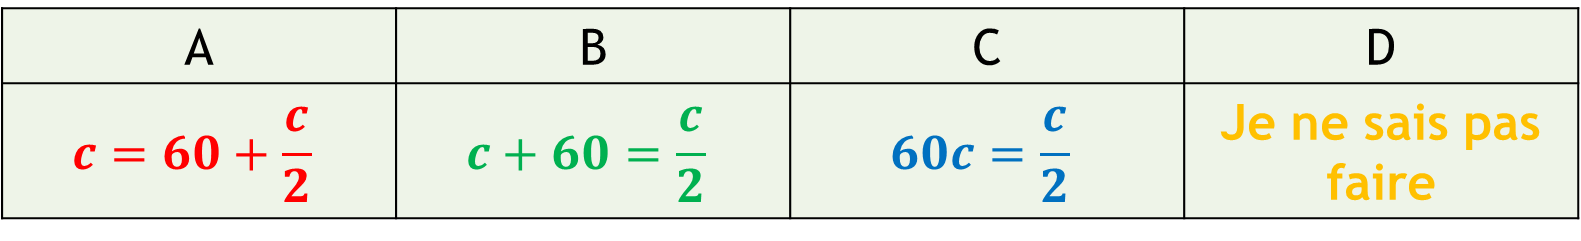 A B C D
c = 60 + c/2 c + 60 = c/2 60c = c/2 Je ne sais pas
faire